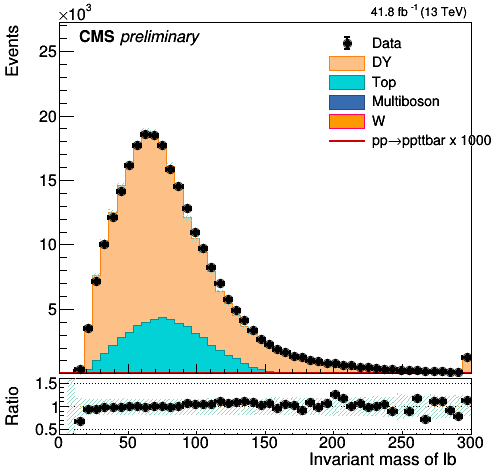 ×10³
41.8 fb⁻¹ (13 TeV)
CMS preliminary
Events
25
20
15
10
5
Data
DY
Top
Multiboson
W
pp→ppttbar x 1000
Ratio
1.5
1
0.5
0 50 100 150 200 250 300
Invariant mass of lb